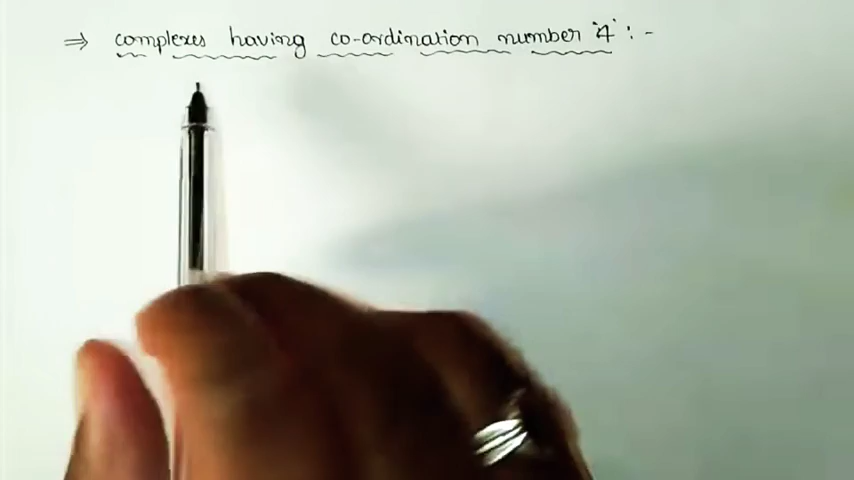 ⇒ complexes having co-ordination number '4' :-